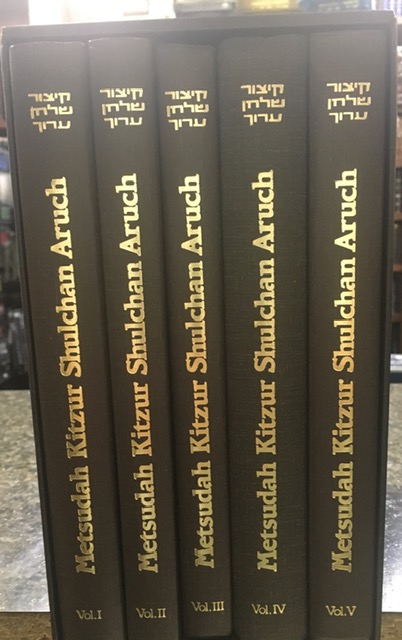 קיצור
שלחן
ערוך
Metsudah Kitzur Shulchan Aruch
Vol.I
קיצור
שלחן
ערוך
Metsudah Kitzur Shulchan Aruch
Vol.II
קיצור
שלחן
ערוך
Metsudah Kitzur Shulchan Aruch
Vol.III
קיצור
שלחן
ערוך
Metsudah Kitzur Shulchan Aruch
Vol.IV
קיצור
שלחן
ערוך
Metsudah Kitzur Shulchan Aruch
Vol.V